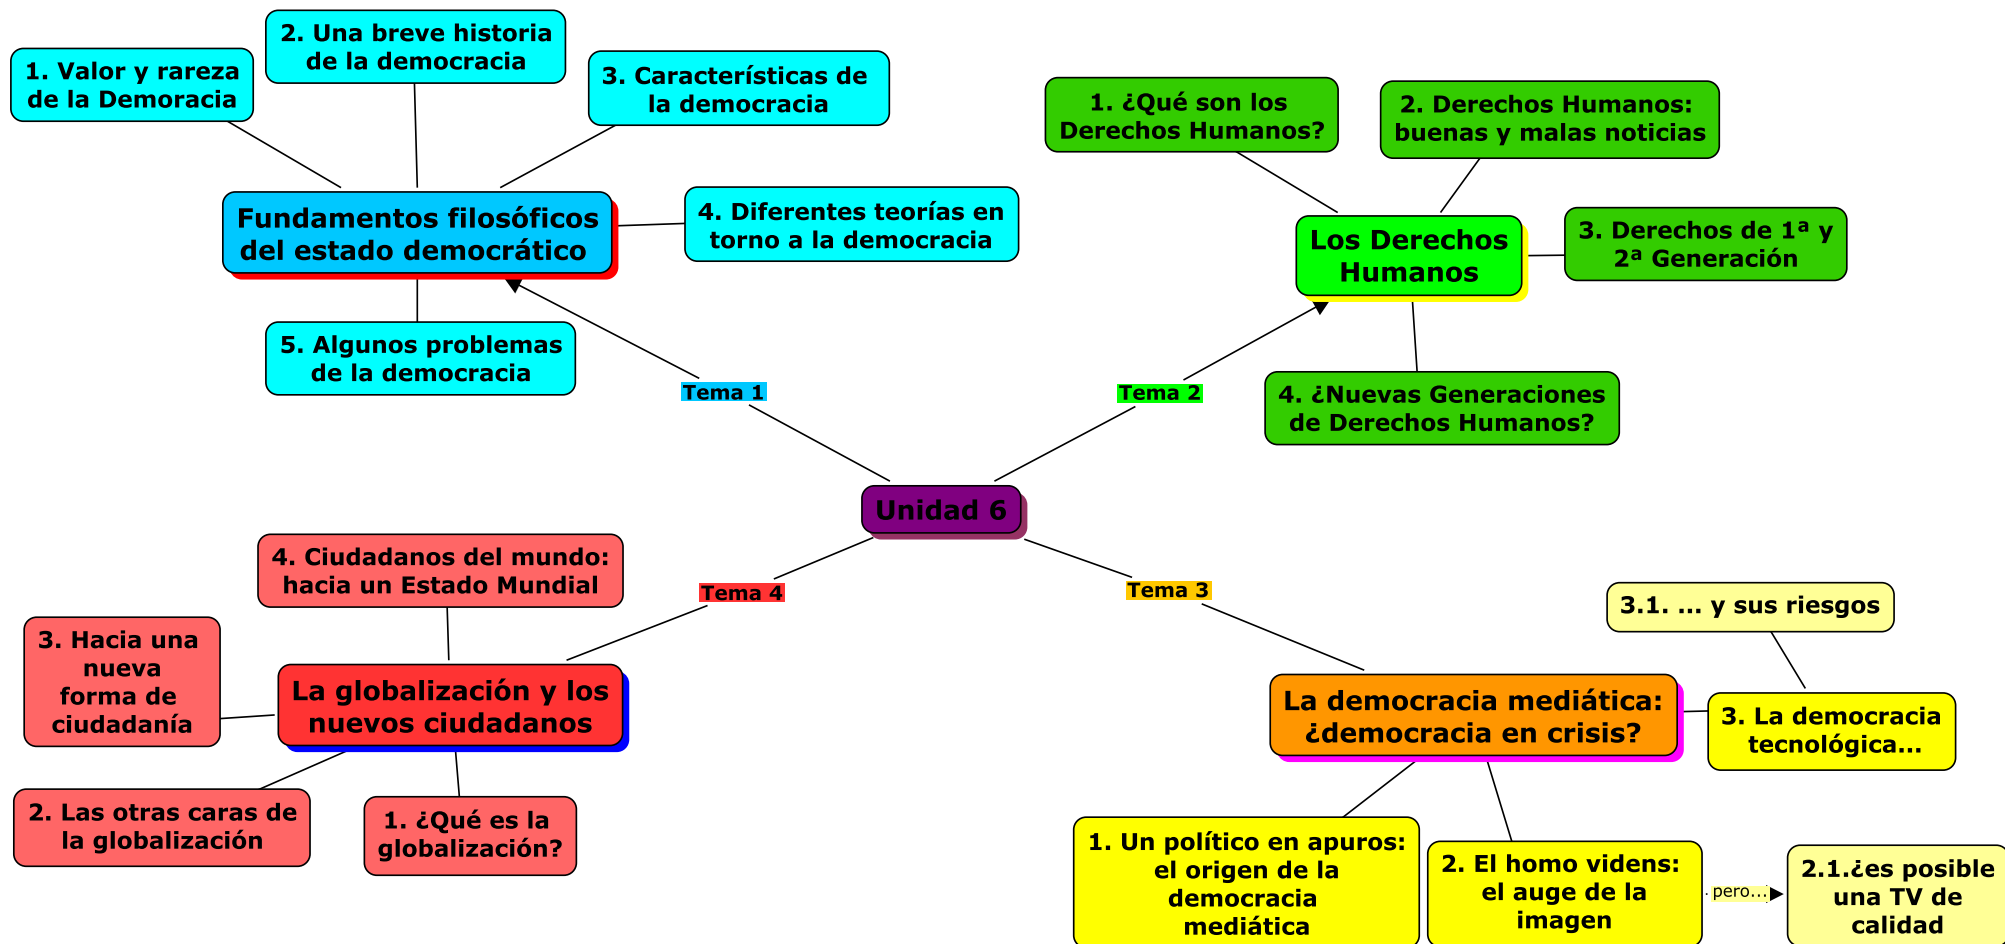 2. Una breve historia
de la democracia
1. Valor y rareza
de la Demoracia
3. Características de
la democracia
Fundamentos filosóficos
del estado democrático
4. Diferentes teorías en
torno a la democracia
5. Algunos problemas
de la democracia
Tema 1
1. ¿Qué son los
Derechos Humanos?
2. Derechos Humanos:
buenas y malas noticias
Los Derechos
Humanos
3. Derechos de 1ª y
2ª Generación
4. ¿Nuevas Generaciones
de Derechos Humanos?
Tema 2
Unidad 6
4. Ciudadanos del mundo:
hacia un Estado Mundial
Tema 4
3. Hacia una
nueva
forma de
ciudadanía
La globalización y los
nuevos ciudadanos
2. Las otras caras de
la globalización
1. ¿Qué es la
globalización?
Tema 3
3.1. ... y sus riesgos
La democracia mediática:
¿democracia en crisis?
3. La democracia
tecnológica...
1. Un político en apuros:
el origen de la
democracia
mediática
2. El homo videns:
el auge de la
imagen
pero...
2.1.¿es posible
una TV de
calidad